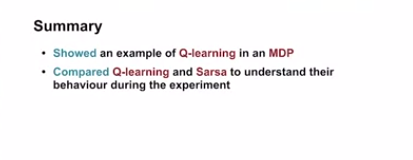 Summary
• Showed an example of Q-learning in an MDP
• Compared Q-learning and Sarsa to understand their
behaviour during the experiment